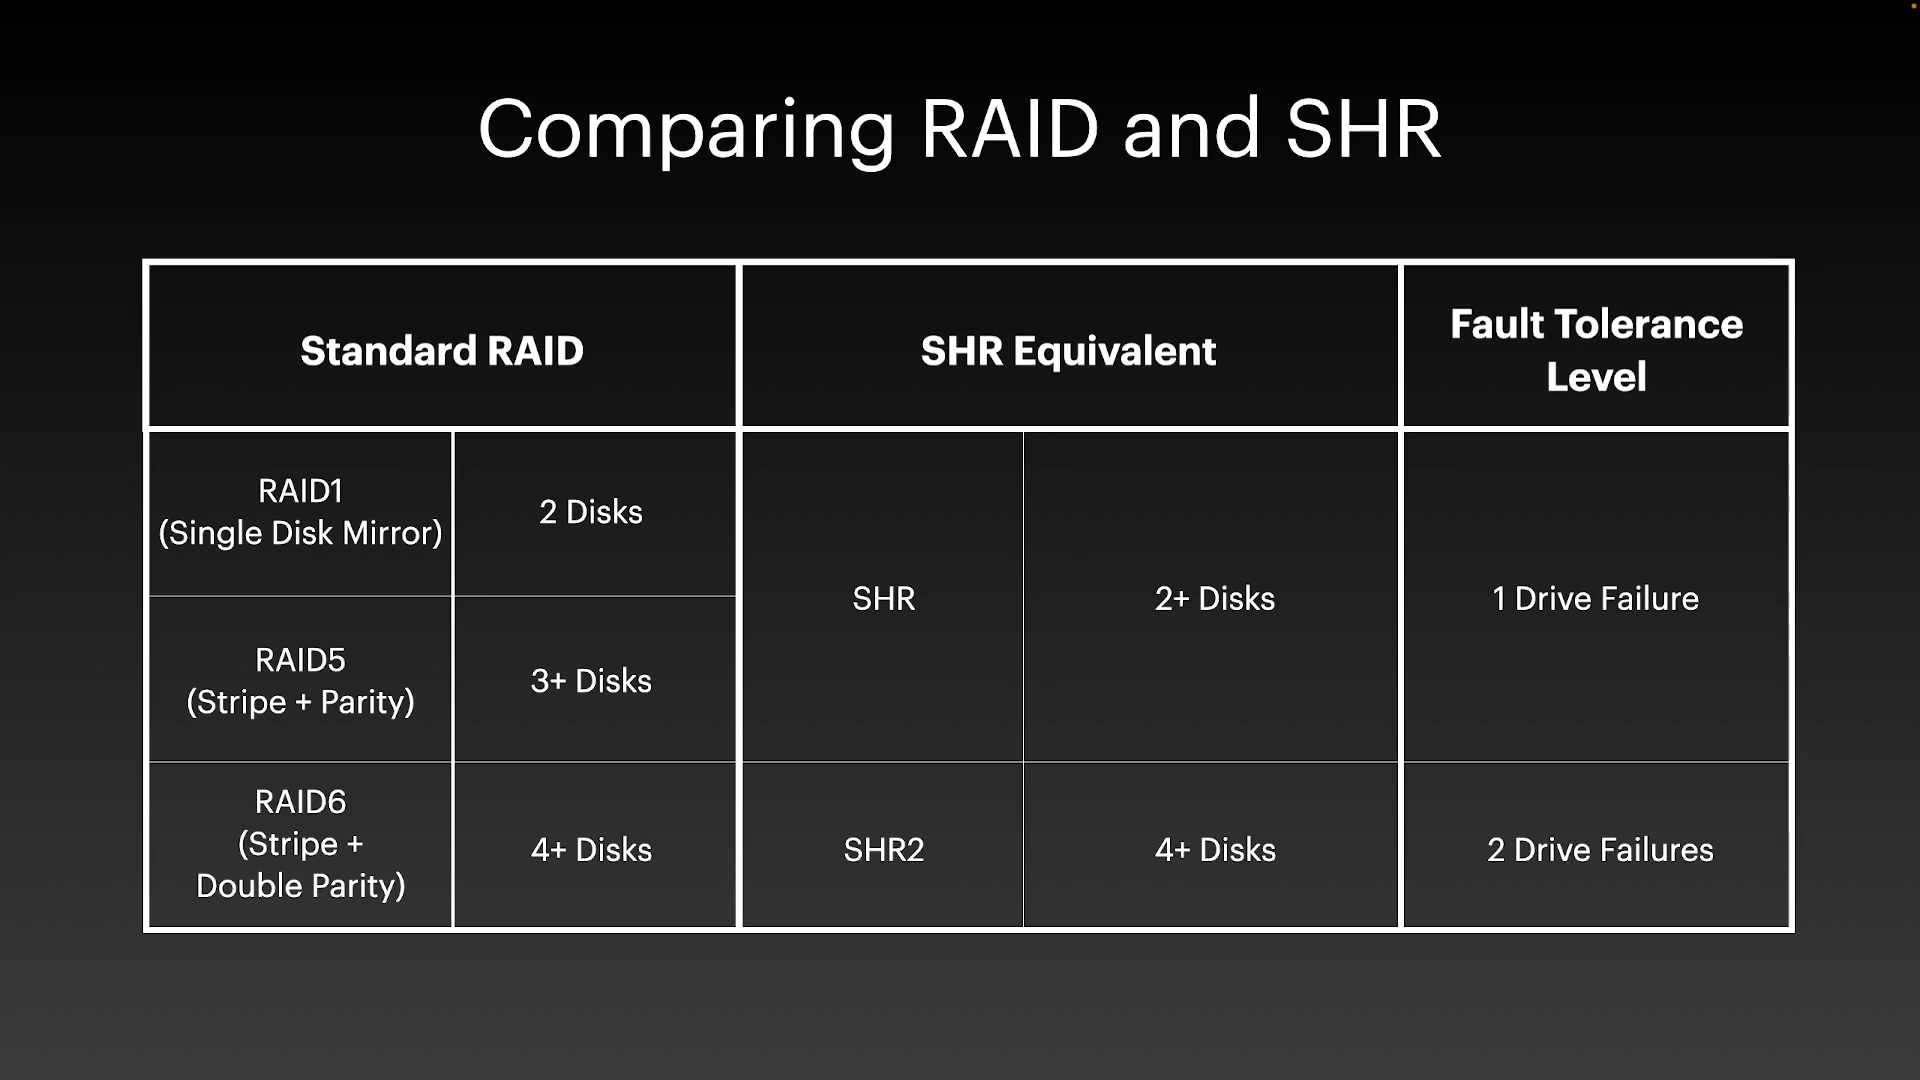 Comparing RAID and SHR
Standard RAID
SHR Equivalent
Fault Tolerance
Level
RAID1
(Single Disk Mirror)
2 Disks
SHR
2+ Disks
1 Drive Failure
RAID5
(Stripe + Parity)
3+ Disks
RAID6
(Stripe +
Double Parity)
4+ Disks
SHR2
4+ Disks
2 Drive Failures